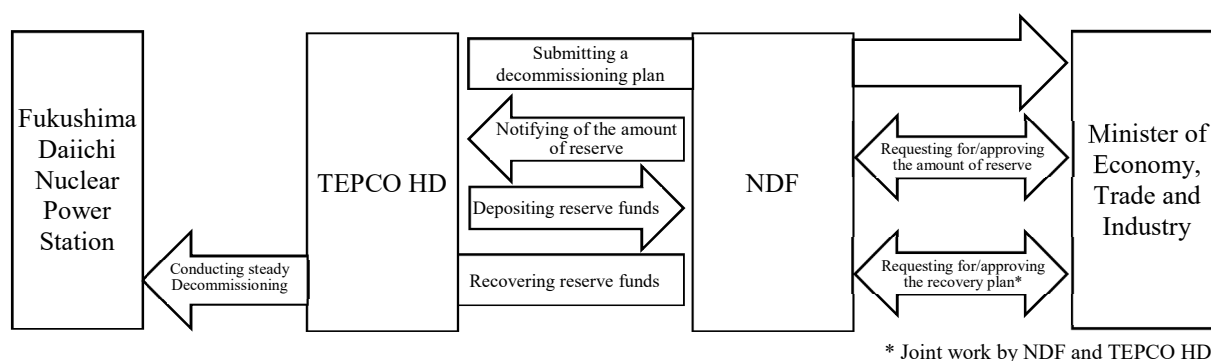 Fukushima
Daiichi
Nuclear
Power
Station
TEPCO HD
Submitting a
decommissioning plan
Notifying of the amount
of reserve
Depositing reserve funds
Recovering reserve funds
Conducting steady
Decommissioning
NDF
Requesting for/approving
the amount of reserve
Requesting for/approving
the recovery plan*
Minister of
Economy,
Trade and
Industry
* Joint work by NDF and TEPCO HD